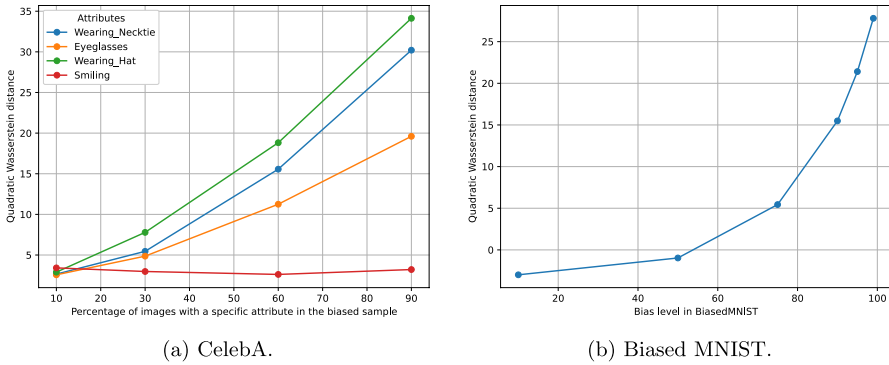 Attributes
Wearing_Necktie
Eyeglasses
Wearing_Hat
Smiling
35
30
25
20
15
10
5
Quadratic Wasserstein distance
10 20 30 40 50 60 70 80 90
Percentage of images with a specific attribute in the biased sample
(a) CelebA.
25
20
15
10
5
0
Quadratic Wasserstein distance
20 40 60 80 100
Bias level in BiasedMNIST
(b) Biased MNIST.